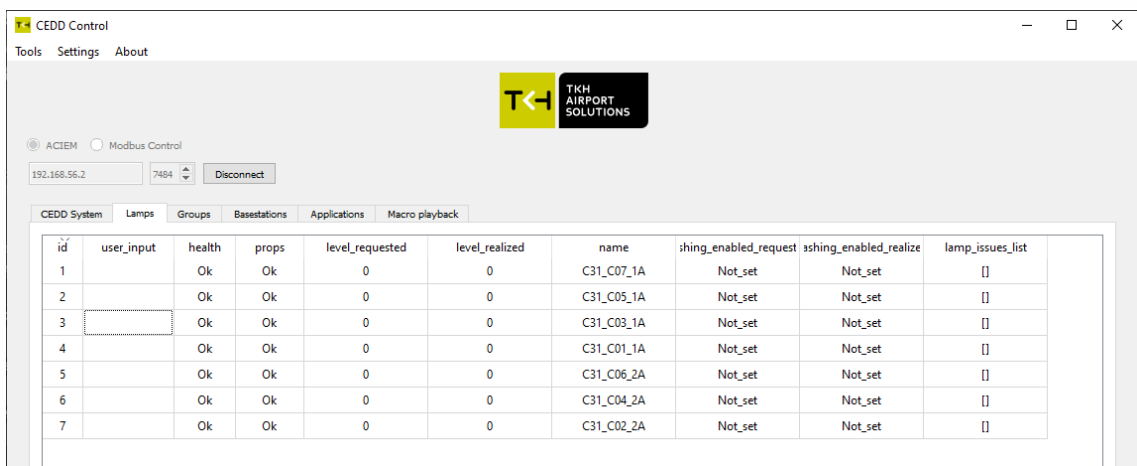 CEDD Control
Tools Settings About
TKH TKH AIRPORT SOLUTIONS
ACIEM Modbus Control
192.168.56.2 7484 Disconnect
CEDD System Lamps Groups Basestations Applications Macro playback
id user_input health props level_requested level_realized name shing_enabled_request ashing_enabled_realize lamp_issues_list
1 Ok Ok 0 0 C31_C07_1A Not_set Not_set []
2 Ok Ok 0 0 C31_C05_1A Not_set Not_set []
3 Ok Ok 0 0 C31_C03_1A Not_set Not_set []
4 Ok Ok 0 0 C31_C01_1A Not_set Not_set []
5 Ok Ok 0 0 C31_C06_2A Not_set Not_set []
6 Ok Ok 0 0 C31_C04_2A Not_set Not_set []
7 Ok Ok 0 0 C31_C02_2A Not_set Not_set []